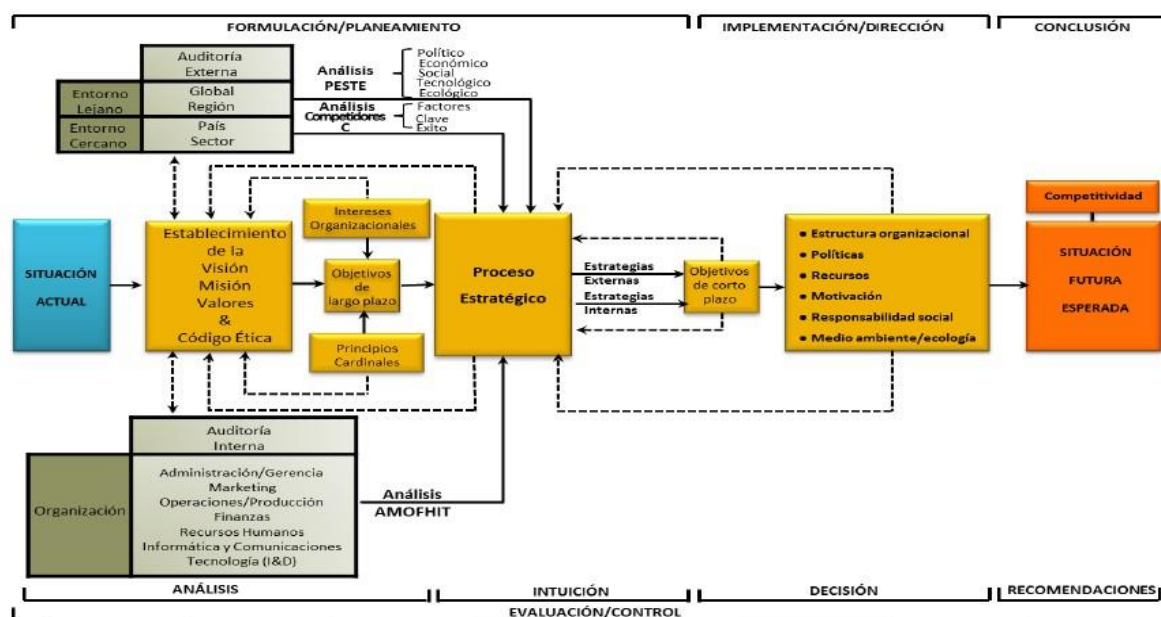 FORMULACIÓN/PLANEAMIENTO
IMPLEMENTACIÓN/DIRECCIÓN
CONCLUSIÓN
Auditoría
Externa
Entorno
Lejano
Global
Región
Entorno
Cercano
País
Sector
Análisis
PESTE
Político
Económico
Social
Tecnológico
Ecológico
Análisis
Competidores
C
Factores
Clave
Éxito
SITUACIÓN
ACTUAL
Establecimiento
de la
Visión
Misión
Valores
&
Código Ética
Intereses
Organizacionales
Objetivos
de
largo plazo
Principios
Cardinales
Proceso
Estratégico
Estrategias
Externas
Estrategias
Internas
Objetivos
de corto
plazo
• Estructura organizacional
• Políticas
• Recursos
• Motivación
• Responsabilidad social
• Medio ambiente/ecología
Competitividad
SITUACIÓN
FUTURA
ESPERADA
Auditoría
Interna
Organización
Administración/Gerencia
Marketing
Operaciones/Producción
Finanzas
Recursos Humanos
Informática y Comunicaciones
Tecnología (I&D)
Análisis
AMOFHIT
ANÁLISIS
INTUICIÓN
DECISIÓN
RECOMENDACIONES
EVALUACIÓN/CONTROL